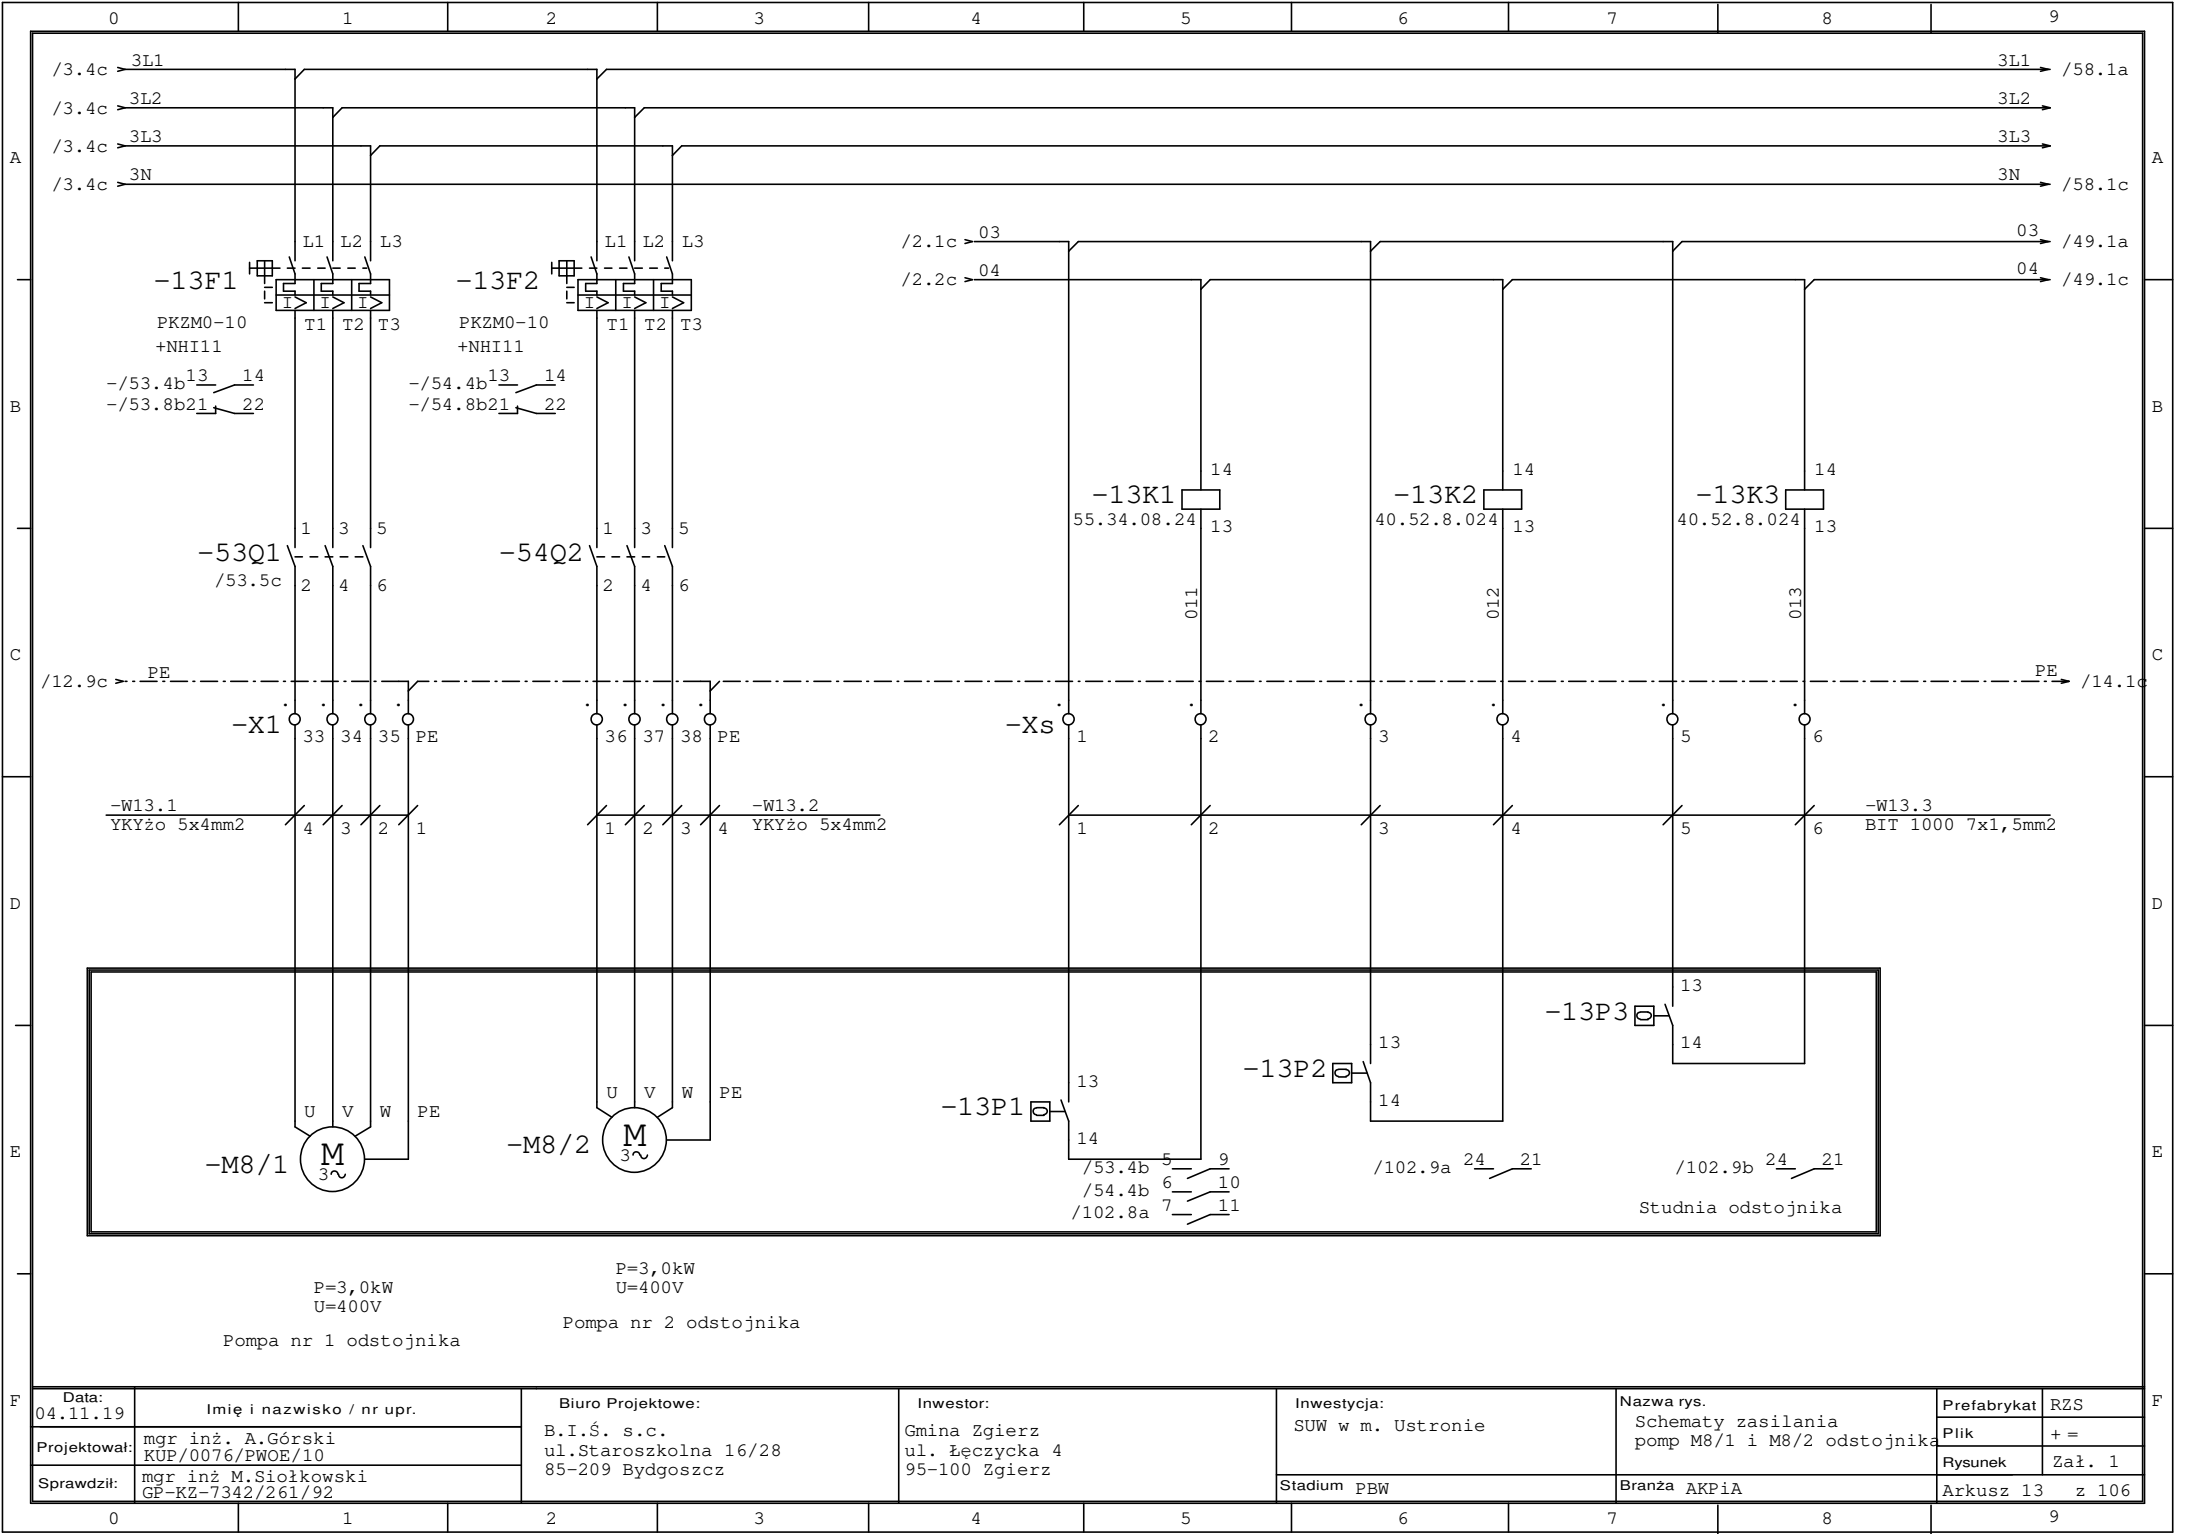 0 1 2 3 4 5 6 7 8 9
/3.4c 3L1 3L1 /58.1a
/3.4c 3L2 3L2
/3.4c 3L3 3L3
A A
/3.4c 3N 3N /58.1c
/2.1c 03 03 /49.1a
/2.2c 04 04 /49.1c
L1 L2 L3 L1 L2 L3
-13F1 -13F2
I> I> I> I> I> I>
T1 T2 T3 T1 T2 T3
PKZM0-10 PKZM0-10
+NHI11 +NHI11
-/53.4b 13 14 -/54.4b 13 14
-/53.8b 21 22 -/54.8b 21 22
B B
14 14 14
-13K1 -13K2 -13K3
55.34.08.24 40.52.8.024 40.52.8.024
13 13 13
1 3 5 1 3 5
-53Q1 -54Q2
/53.5c
2 4 6 2 4 6
011 012 013
C C
/12.9c PE PE /14.1c
-X1 -Xs
33 34 35 PE 36 37 38 PE 1 2 3 4 5 6
-W13.1 -W13.2 -W13.3
YKYżo 5x4mm2 YKYżo 5x4mm2 BIT 1000 7x1,5mm2
4 3 2 1 1 2 3 4 1 2 3 4 5 6
D D
13
-13P3
14
13
-13P2
14
13
-13P1
14
U V W PE
U V W PE
-M8/2 M
3~
-M8/1 M
3~
E E
/53.4b 5 9 /102.9a 24 21 /102.9b 24 21
/54.4b 6 10
/102.8a 7 11
Studnia odstojnika
P=3,0kW
U=400V
P=3,0kW
U=400V
Pompa nr 2 odstojnika
Pompa nr 1 odstojnika
F F
Data:
04.11.19
Imię i nazwisko / nr upr.
Projektował:
mgr inż. A.Górski
KUP/0076/PWOE/10
Sprawdził:
mgr inż M.Siołkowski
GP-KZ-7342/261/92
Biuro Projektowe:
B.I.Ś. s.c.
ul.Staroszkolna 16/28
85-209 Bydgoszcz
Inwestor:
Gmina Zgierz
ul. Łęczycka 4
95-100 Zgierz
Inwestycja:
SUW w m. Ustronie
Stadium PBW
Nazwa rys.
Schematy zasilania
pomp M8/1 i M8/2 odstojnika
Branża AKPiA
Prefabrykat RZS
Plik + =
Rysunek Zał. 1
Arkusz 13 z 106
0 1 2 3 4 5 6 7 8 9